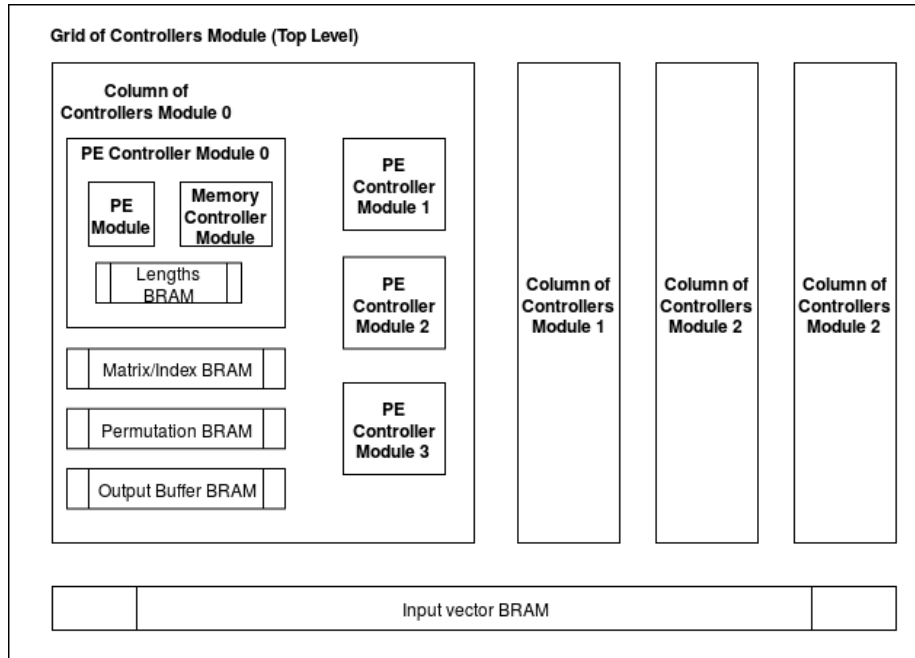 Grid of Controllers Module (Top Level)
Column of
Controllers Module 0
PE Controller Module 0
PE
Module
Memory
Controller
Module
Lengths
BRAM
Matrix/Index BRAM
Permutation BRAM
Output Buffer BRAM
PE
Controller
Module 1
PE
Controller
Module 2
PE
Controller
Module 3
Column of
Controllers
Module 1
Column of
Controllers
Module 2
Column of
Controllers
Module 2
Input vector BRAM